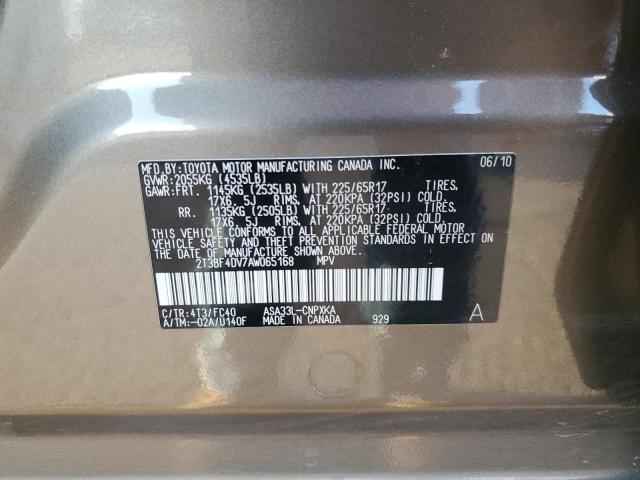 MFD.BY:TOYOTA MOTOR MANUFACTURING CANADA INC. 06/10
GVWR:2055KG (4535LB)
GAWR:FRT. 1145KG (2535LB) WITH 225/65R17 TIRES,
17X6.5J RIMS, AT 220KPA (32PSI) COLD.
RR. 1135KG (2505LB) WITH 225/65R17 TIRES,
17X6.5J RIMS, AT 220KPA (32PSI) COLD.
THIS VEHICLE CONFORMS TO ALL APPLICABLE FEDERAL MOTOR
VEHICLE SAFETY AND THEFT PREVENTION STANDARDS IN EFFECT ON
THE DATE OF MANUFACTURE SHOWN ABOVE.
2T3BF4DV7AW065168 MPV
C/TR:4T3/FC40 ASA33L-CNPXKA A
A/TM:-02A/U140F MADE IN CANADA 929